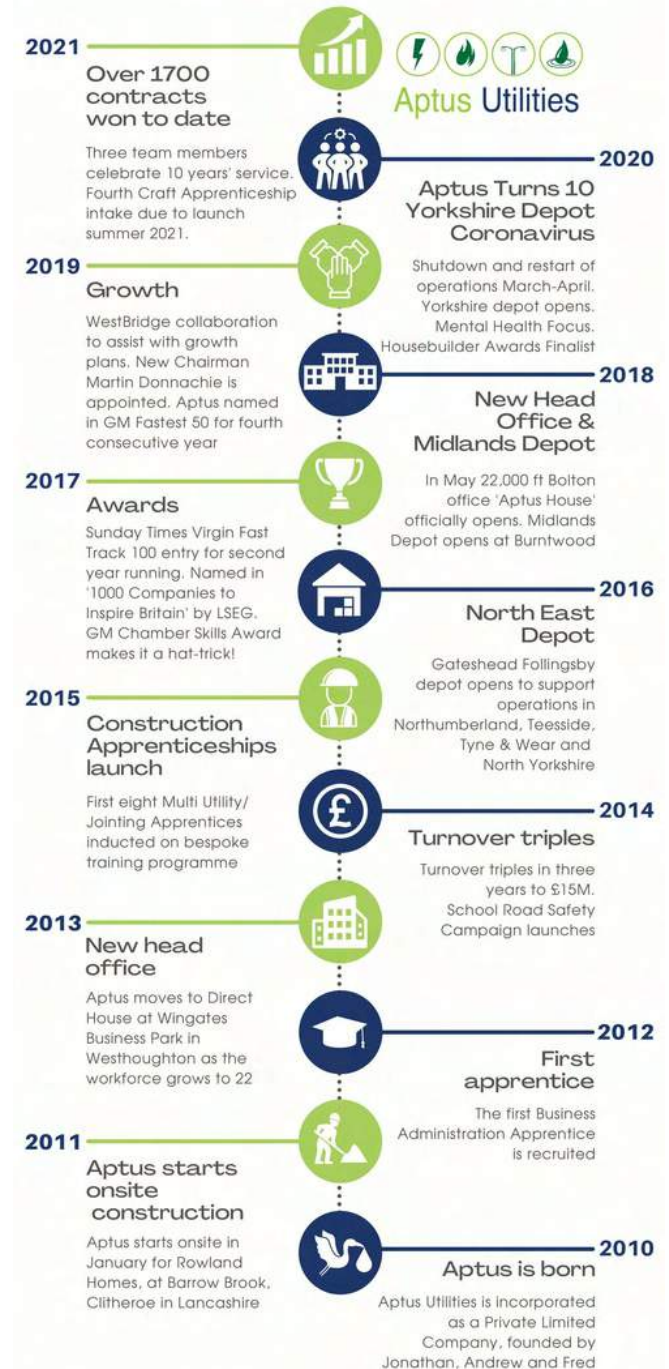 2021
Over 1700
contracts
won to date
Three team members
celebrate 10 years' service.
Fourth Craft Apprenticeship
intake due to launch
summer 2021.
Aptus Utilities
2020
Aptus Turns 10
Yorkshire Depot
Coronavirus
Shutdown and restart of
operations March-April.
Yorkshire depot opens.
Mental Health Focus.
Housebuilder Awards Finalist
2019
Growth
WestBridge collaboration
to assist with growth
plans. New Chairman
Martin Donnachie is
appointed. Aptus named
in GM Fastest 50 for fourth
consecutive year
2018
New Head
Office &
Midlands Depot
In May 22,000 ft Bolton
office 'Aptus House'
officially opens. Midlands
Depot opens at Burntwood
2017
Awards
Sunday Times Virgin Fast
Track 100 entry for second
year running. Named in
'1000 Companies to
Inspire Britain' by LSEG.
GM Chamber Skills Award
makes it a hat-trick!
2016
North East
Depot
Gateshead Follingsby
depot opens to support
operations in
Northumberland, Teesside,
Tyne & Wear and
North Yorkshire
2015
Construction
Apprenticeships
launch
First eight Multi Utility/
Jointing Apprentices
inducted on bespoke
training programme
£
2014
Turnover triples
Turnover triples in three
years to £15M.
School Road Safety
Campaign launches
2013
New head
office
Aptus moves to Direct
House at Wingates
Business Park in
Westhoughton as the
workforce grows to 22
2012
First
apprentice
The first Business
Administration Apprentice
is recruited
2011
Aptus starts
onsite
construction
Aptus starts onsite in
January for Rowland
Homes, at Barrow Brook,
Clitheroe in Lancashire
2010
Aptus is born
Aptus Utilities is incorporated
as a Private Limited
Company, founded by
Jonathan, Andrew and Fred